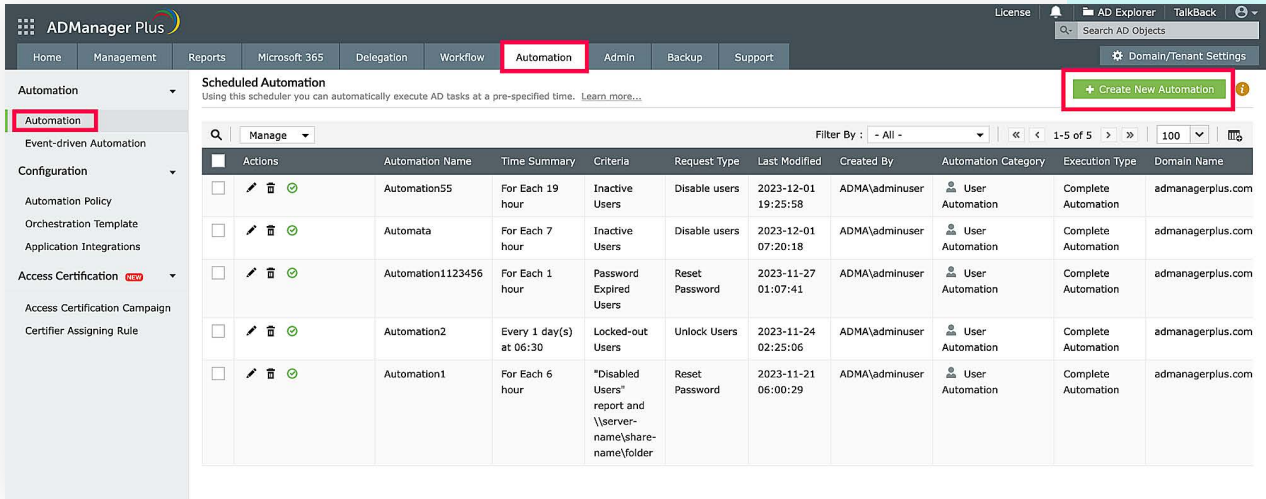 License AD Explorer TalkBack
ADManager Plus
Search AD Objects
Home Management Reports Microsoft 365 Delegation Workflow Automation Admin Backup Support Domain/Tenant Settings
Automation
Automation
Event-driven Automation
Configuration
Automation Policy
Orchestration Template
Application Integrations
Access Certification NEW
Access Certification Campaign
Certifier Assigning Rule
Scheduled Automation
Using this scheduler you can automatically execute AD tasks at a pre-specified time. Learn more...
+ Create New Automation
Manage Filter By : - All - 1-5 of 5 100
Actions Automation Name Time Summary Criteria Request Type Last Modified Created By Automation Category Execution Type Domain Name
Automation55 For Each 19 Inactive Disable users 2023-12-01 ADMA\adminuser User Complete admanagerplus.com
hour Users 19:25:58 Automation Automation
Automata For Each 7 Inactive Disable users 2023-12-01 ADMA\adminuser User Complete admanagerplus.com
hour Users 07:20:18 Automation Automation
Automation1123456 For Each 1 Password Reset 2023-11-27 ADMA\adminuser User Complete admanagerplus.com
hour Expired Password 01:07:41 Automation Automation
Users
Automation2 Every 1 day(s) Locked-out Unlock Users 2023-11-24 ADMA\adminuser User Complete admanagerplus.com
at 06:30 Users 02:25:06 Automation Automation
Automation1 For Each 6 "Disabled Reset 2023-11-21 ADMA\adminuser User Complete admanagerplus.com
hour Users" Password 06:00:29 Automation Automation
report and
\\server-
name\share-
name\folder